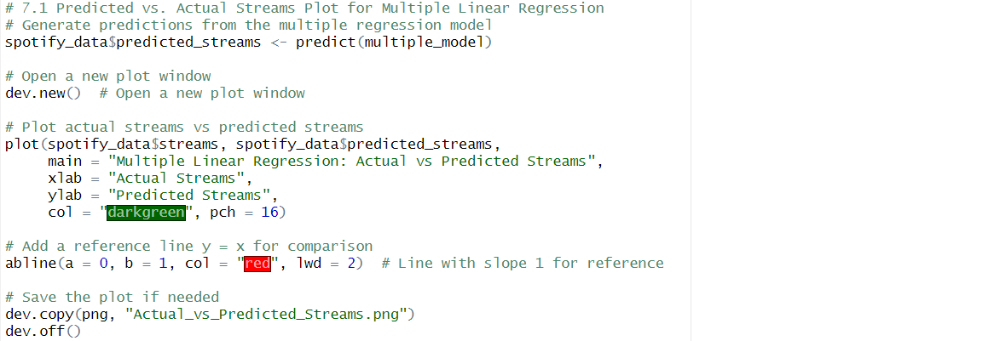 # 7.1 Predicted vs. Actual Streams Plot for Multiple Linear Regression
# Generate predictions from the multiple regression model
spotify_data$predicted_streams <- predict(multiple_model)
# Open a new plot window
dev.new()  # Open a new plot window
# Plot actual streams vs predicted streams
plot(spotify_data$streams, spotify_data$predicted_streams,
     main = "Multiple Linear Regression: Actual vs Predicted Streams",
     xlab = "Actual Streams",
     ylab = "Predicted Streams",
     col = "darkgreen", pch = 16)
# Add a reference line y = x for comparison
abline(a = 0, b = 1, col = "red", lwd = 2)  # Line with slope 1 for reference
# Save the plot if needed
dev.copy(png, "Actual_vs_Predicted_Streams.png")
dev.off()